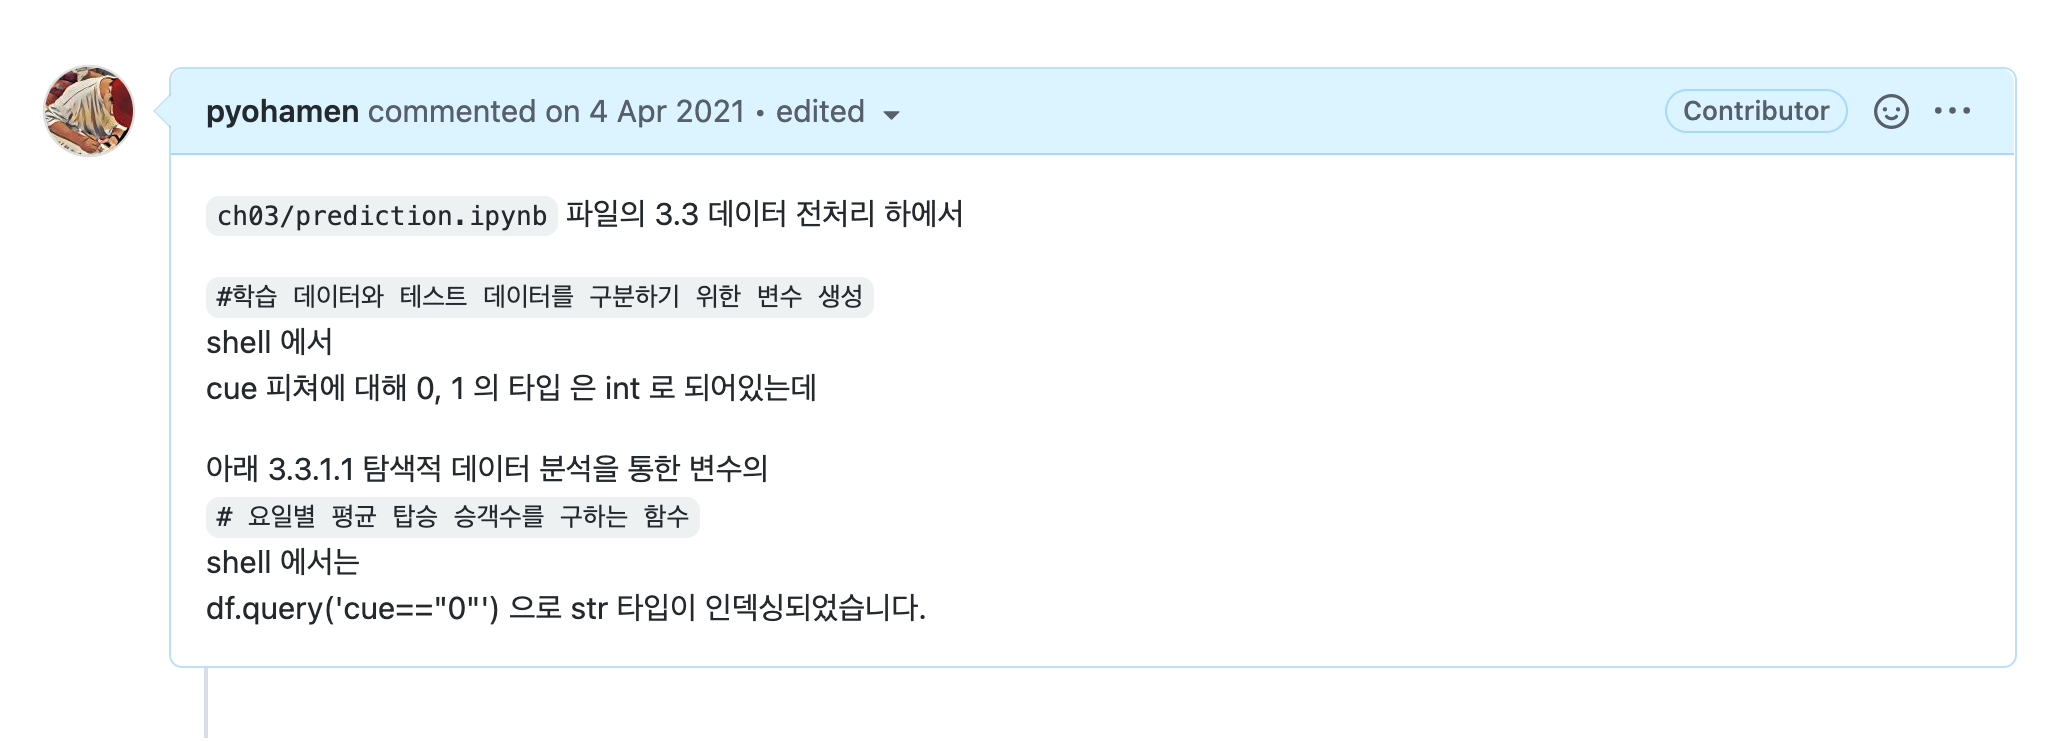 pyohamen commented on 4 Apr 2021 • edited
Contributor
ch03/prediction.ipynb 파일의 3.3 데이터 전처리 하에서
#학습 데이터와 테스트 데이터를 구분하기 위한 변수 생성
shell 에서
cue 피쳐에 대해 0, 1 의 타입 은 int 로 되어있는데
아래 3.3.1.1 탐색적 데이터 분석을 통한 변수의
# 요일별 평균 탑승 승객수를 구하는 함수
shell 에서는
df.query('cue=="0"') 으로 str 타입이 인덱싱되었습니다.